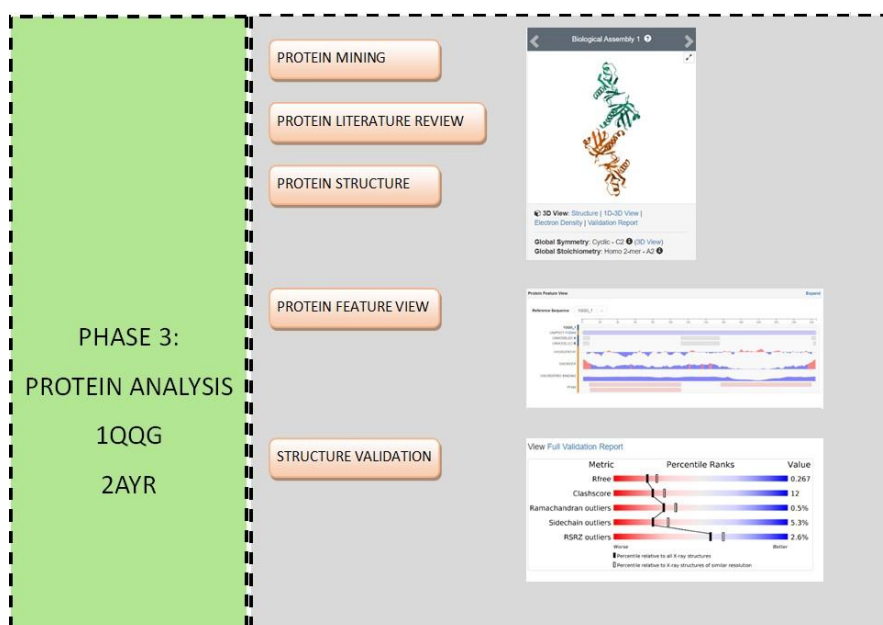 PHASE 3:
PROTEIN ANALYSIS
1QQG
2AYR
PROTEIN MINING
PROTEIN LITERATURE REVIEW
PROTEIN STRUCTURE
PROTEIN FEATURE VIEW
STRUCTURE VALIDATION
Biological Assembly 1
3D View: Structure | 1D-3D View |
Electron Density | Validation Report
Global Symmetry: Cyclic - C2 (3D View)
Global Stoichiometry: Homo 2-mer - A2
Protein Feature View
Expand
Reference Sequence
View Full Validation Report
Metric Percentile Ranks Value
Rfree 0.267
Clashscore 12
Ramachandran outliers 0.5%
Sidechain outliers 5.3%
RSRZ outliers 2.6%
Worse Better
Percentile relative to all X-ray structures
Percentile relative to X-ray structures of similar resolution